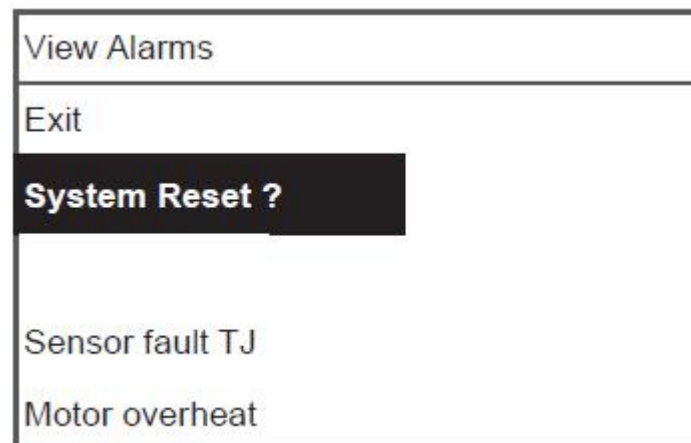 View Alarms
Exit
System Reset ?
Sensor fault TJ
Motor overheat